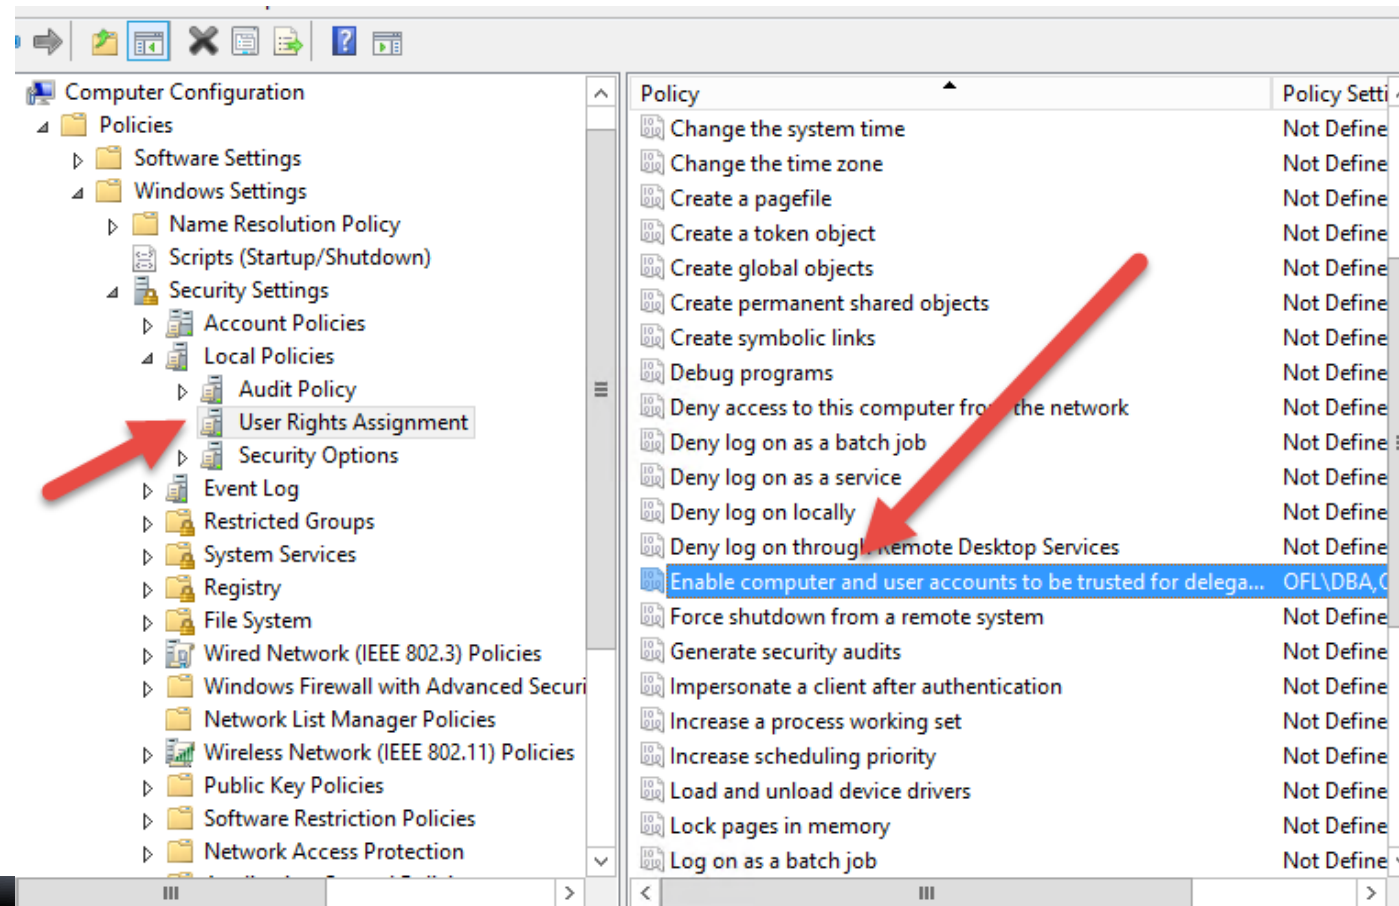 Computer Configuration
Policies
Software Settings
Windows Settings
Name Resolution Policy
Scripts (Startup/Shutdown)
Security Settings
Account Policies
Local Policies
Audit Policy
User Rights Assignment
Security Options
Event Log
Restricted Groups
System Services
Registry
File System
Wired Network (IEEE 802.3) Policies
Windows Firewall with Advanced Securi
Network List Manager Policies
Wireless Network (IEEE 802.11) Policies
Public Key Policies
Software Restriction Policies
Network Access Protection
Policy Policy Setti
Change the system time Not Define
Change the time zone Not Define
Create a pagefile Not Define
Create a token object Not Define
Create global objects Not Define
Create permanent shared objects Not Define
Create symbolic links Not Define
Debug programs Not Define
Deny access to this computer from the network Not Define
Deny log on as a batch job Not Define
Deny log on as a service Not Define
Deny log on locally Not Define
Deny log on through Remote Desktop Services Not Define
Enable computer and user accounts to be trusted for delega... OFL\DBA,
Force shutdown from a remote system Not Define
Generate security audits Not Define
Impersonate a client after authentication Not Define
Increase a process working set Not Define
Increase scheduling priority Not Define
Load and unload device drivers Not Define
Lock pages in memory Not Define
Log on as a batch job Not Define